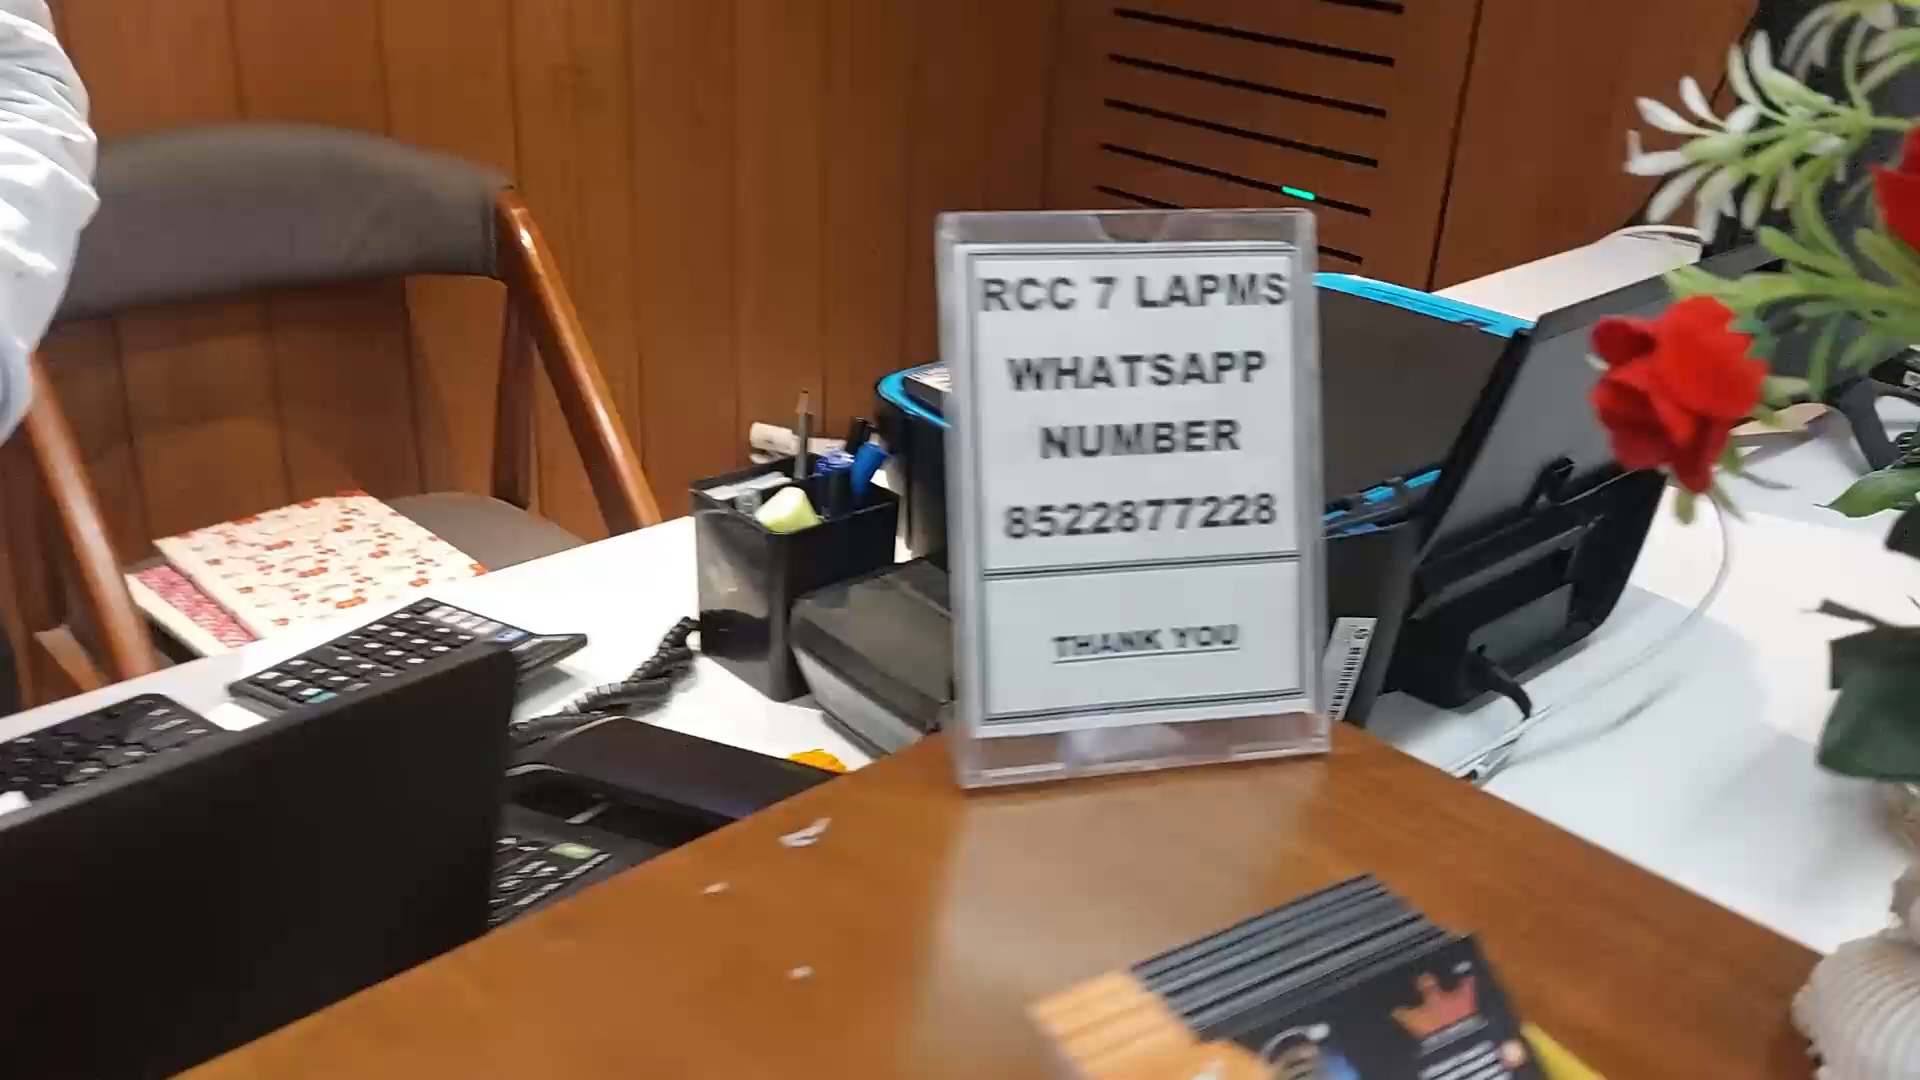 RCC 7 LAPMS
WHATSAPP
NUMBER
8522877228
THANK YOU